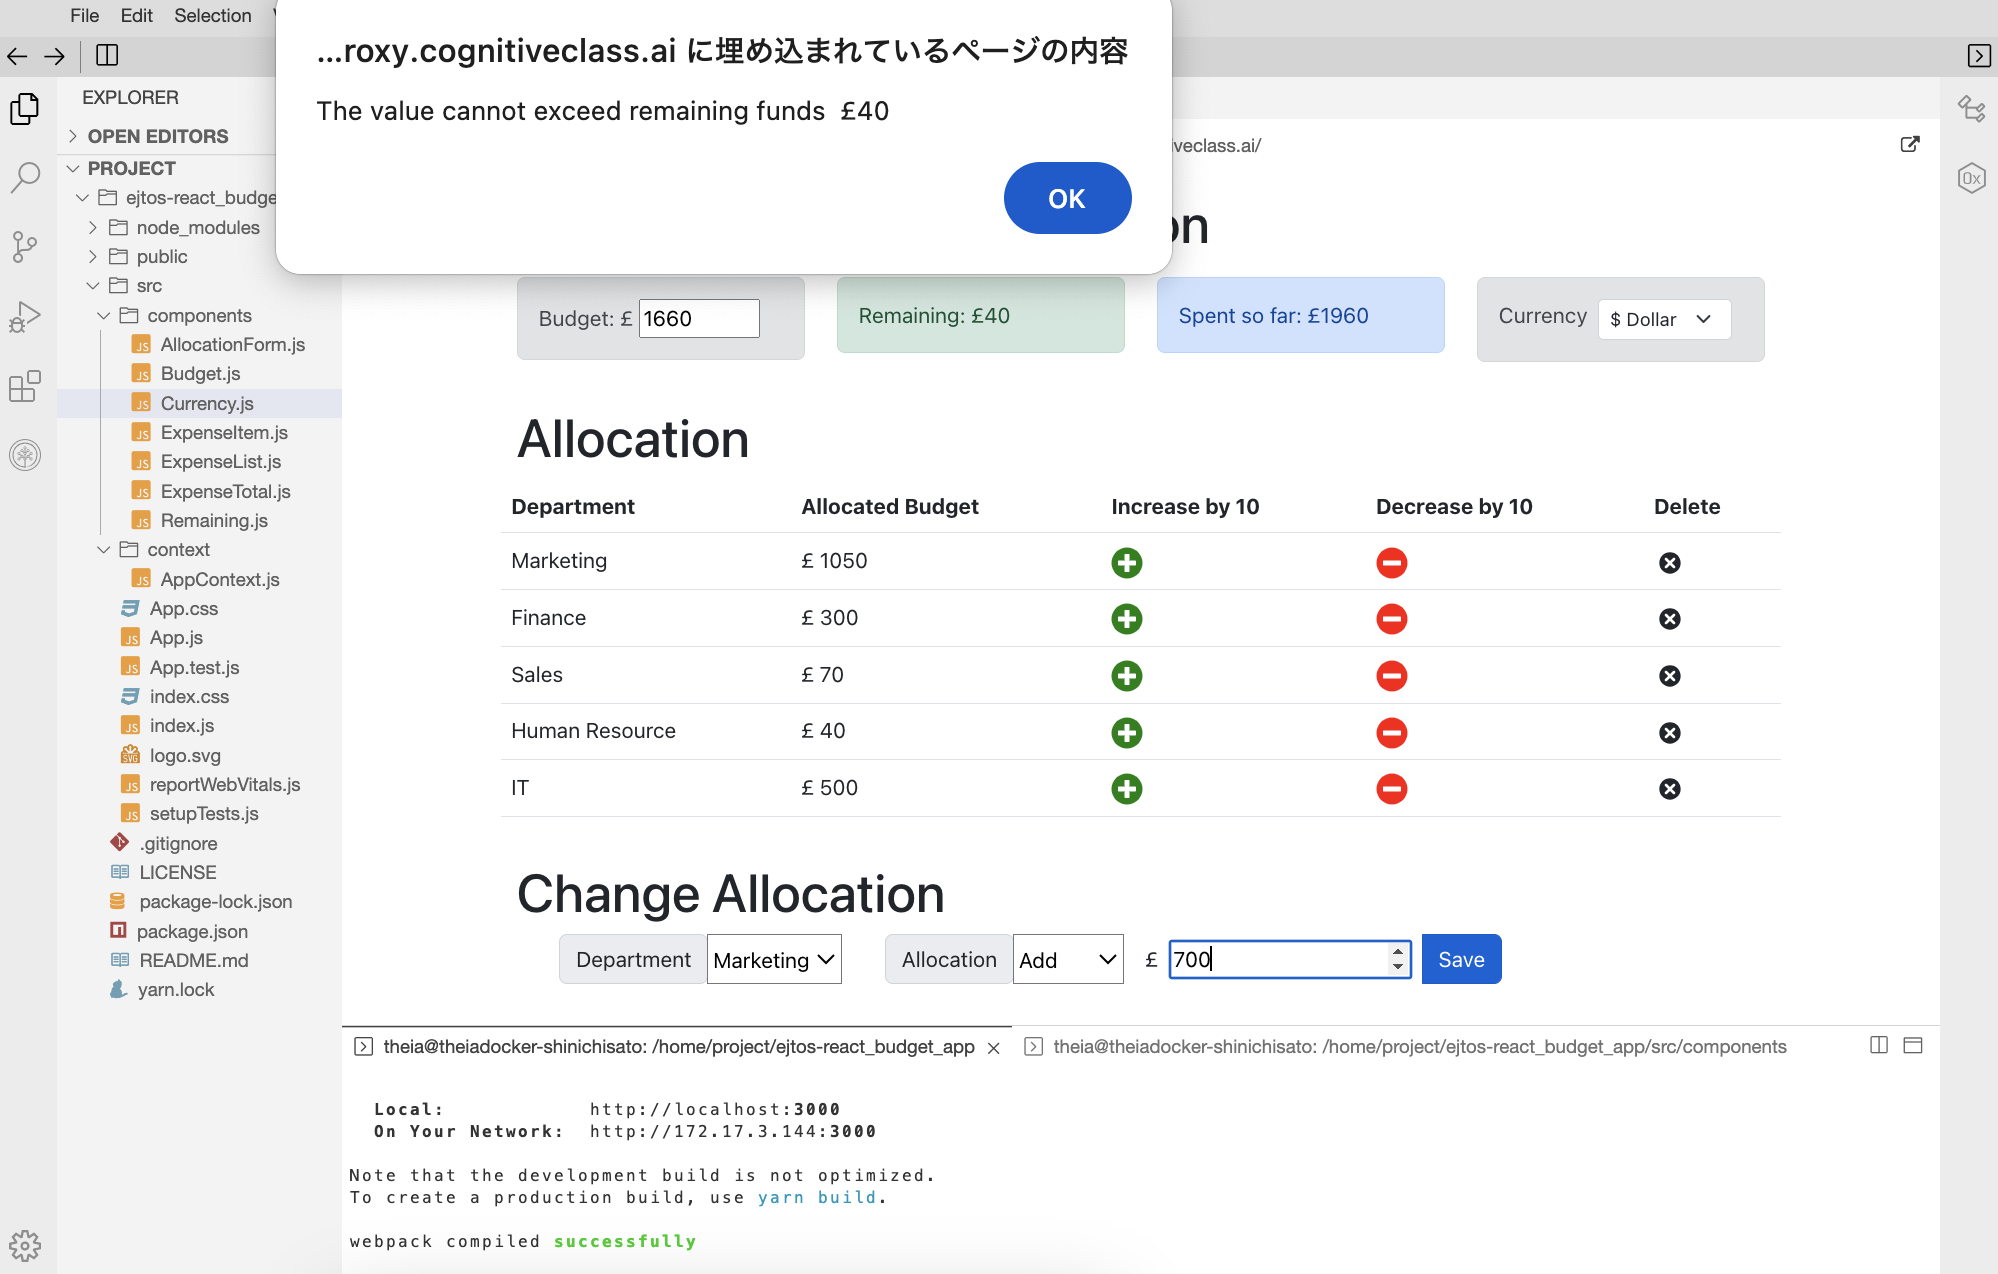 File Edit Selection
...roxy.cognitiveclass.ai に埋め込まれているページの内容
The value cannot exceed remaining funds £40
OK
EXPLORER
OPEN EDITORS
PROJECT
ejtos-react_budge
node_modules
public
src
components
AllocationForm.js
Budget.js
Currency.js
ExpenseItem.js
ExpenseList.js
ExpenseTotal.js
Remaining.js
context
AppContext.js
App.css
App.js
App.test.js
index.css
index.js
logo.svg
reportWebVitals.js
setupTests.js
.gitignore
LICENSE
package-lock.json
package.json
README.md
yarn.lock
iveclass.ai/
on
Budget: £ 1660
Remaining: £40
Spent so far: £1960
Currency $ Dollar
Allocation
Department Allocated Budget Increase by 10 Decrease by 10 Delete
Marketing £ 1050
Finance £ 300
Sales £ 70
Human Resource £ 40
IT £ 500
Change Allocation
Department Marketing Allocation Add £ 700 Save
theia@theiadocker-shinichisato: /home/project/ejtos-react_budget_app theia@theiadocker-shinichisato: /home/project/ejtos-react_budget_app/src/components
Local: http://localhost:3000
On Your Network: http://172.17.3.144:3000
Note that the development build is not optimized.
To create a production build, use yarn build.
webpack compiled successfully